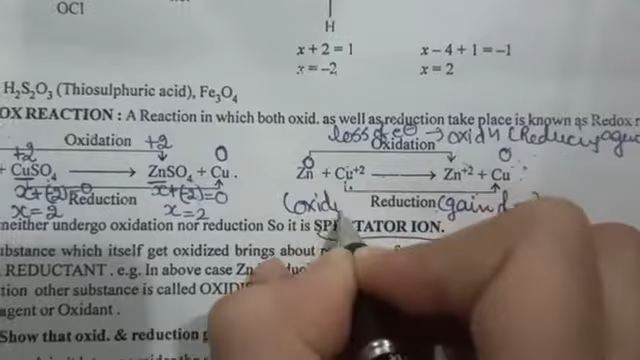 OCl
H
x + 2 = 1 x – 4 + 1 = –1
x = –2 x = 2
H₂S₂O₃ (Thiosulphuric acid), Fe₃O₄
OX REACTION : A Reaction in which both oxid. as well as reduction take place is known as Redox r
loss of e⊖ → oxidn (Reducing agen
Oxidation +2 Oxidation
+2 0 0 0
+ CuSO₄ ⟶ ZnSO₄ + Cu . Zn + Cu⁺² ⟶ Zn⁺² + Cu
x+(-2)=0 Reduction x+(-2)=0 Reduction (gain of
x=2 x=2 (oxid
neither undergo oxidation nor reduction So it is SPECTATOR ION.
ubstance which itself get oxidized brings about
REDUCTANT . e.g. In above case Zn
tion other substance is called OXID
agent or Oxidant .
Show that oxid. & reduction